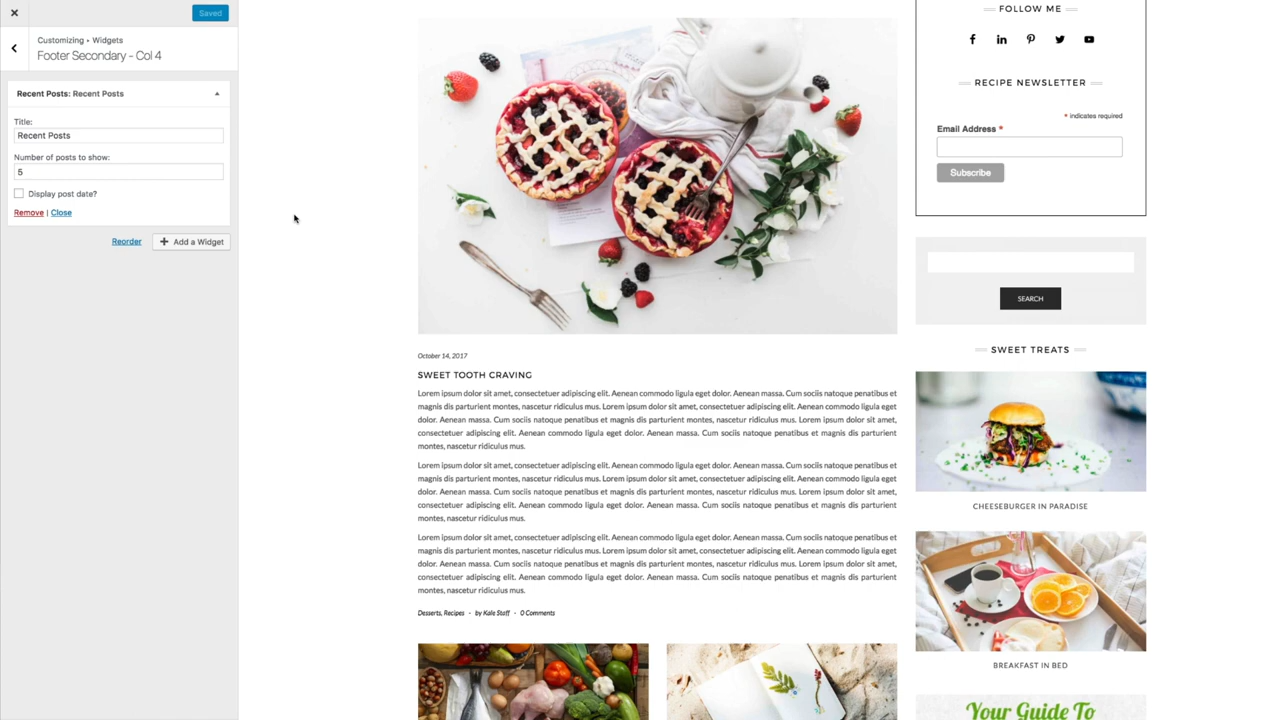 Saved
Customizing • Widgets
Footer Secondary - Col 4
Recent Posts: Recent Posts
Title:
Recent Posts
Number of posts to show:
5
Display post date?
Remove | Close
Reorder
Add a Widget
October 14, 2017
SWEET TOOTH CRAVING
Lorem ipsum dolor sit amet, consectetuer adipiscing elit. Aenean commodo ligula eget dolor. Aenean massa. Cum sociis natoque penatibus et
magnis dis parturient montes, nascetur ridiculus mus. Lorem ipsum dolor sit amet, consectetuer adipiscing elit. Aenean commodo ligula eget
dolor. Aenean massa. Cum sociis natoque penatibus et magnis dis parturient montes, nascetur ridiculus mus. Lorem ipsum dolor sit amet,
consectetuer adipiscing elit. Aenean commodo ligula eget dolor. Aenean massa. Cum sociis natoque penatibus et magnis dis parturient
montes, nascetur ridiculus mus.
Lorem ipsum dolor sit amet, consectetuer adipiscing elit. Aenean commodo ligula eget dolor. Aenean massa. Cum sociis natoque penatibus et
magnis dis parturient montes, nascetur ridiculus mus. Lorem ipsum dolor sit amet, consectetuer adipiscing elit. Aenean commodo ligula eget
dolor. Aenean massa. Cum sociis natoque penatibus et magnis dis parturient montes, nascetur ridiculus mus. Lorem ipsum dolor sit amet,
consectetuer adipiscing elit. Aenean commodo ligula eget dolor. Aenean massa. Cum sociis natoque penatibus et magnis dis parturient
montes, nascetur ridiculus mus.
Lorem ipsum dolor sit amet, consectetuer adipiscing elit. Aenean commodo ligula eget dolor. Aenean massa. Cum sociis natoque penatibus et
magnis dis parturient montes, nascetur ridiculus mus. Lorem ipsum dolor sit amet, consectetuer adipiscing elit. Aenean commodo ligula eget
dolor. Aenean massa. Cum sociis natoque penatibus et magnis dis parturient montes, nascetur ridiculus mus. Lorem ipsum dolor sit amet,
consectetuer adipiscing elit. Aenean commodo ligula eget dolor. Aenean massa. Cum sociis natoque penatibus et magnis dis parturient
montes, nascetur ridiculus mus.
Desserts, Recipes - by Kale Staff - 0 Comments
FOLLOW ME
RECIPE NEWSLETTER
* indicates required
Email Address *
Subscribe
SEARCH
SWEET TREATS
CHEESEBURGER IN PARADISE
BREAKFAST IN BED
Your Guide To